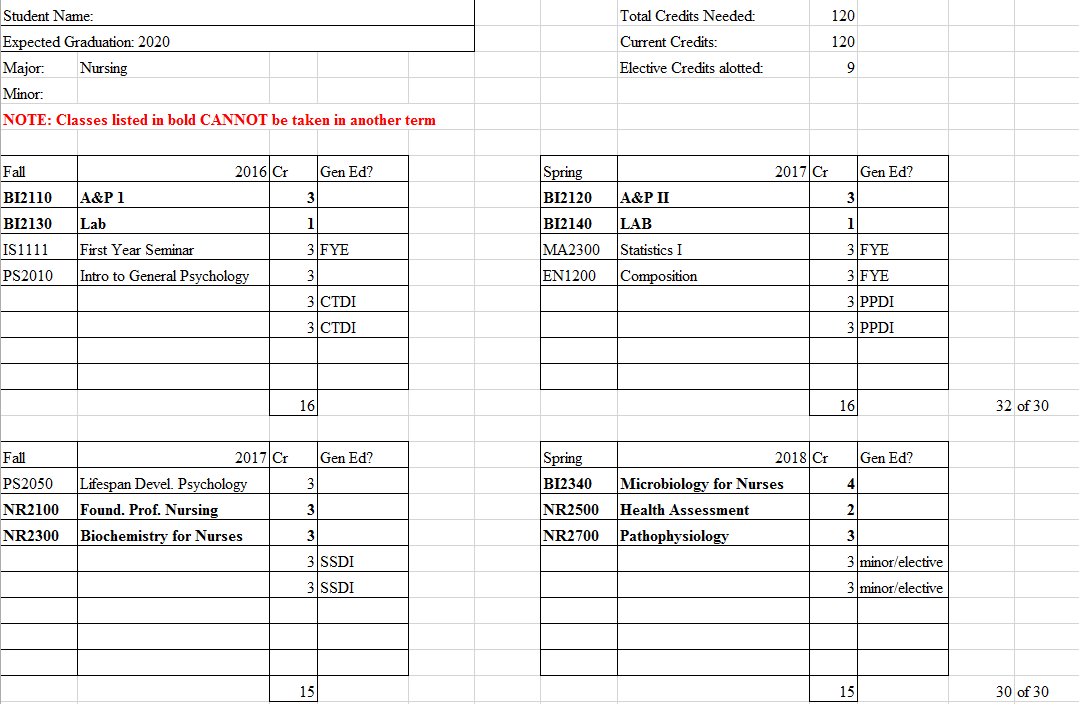 Student Name: Total Credits Needed: 120
Expected Graduation: 2020 Current Credits: 120
Major: Nursing Elective Credits alotted: 9
Minor:
NOTE: Classes listed in bold CANNOT be taken in another term
Fall 2016 Cr Gen Ed? Spring 2017 Cr Gen Ed?
BI2110 A&P 1 3 BI2120 A&P II 3
BI2130 Lab 1 BI2140 LAB 1
IS1111 First Year Seminar 3 FYE MA2300 Statistics I 3 FYE
PS2010 Intro to General Psychology 3 EN1200 Composition 3 FYE
3 CTDI 3 PPDI
3 CTDI 3 PPDI
16 16 32 of 30
Fall 2017 Cr Gen Ed? Spring 2018 Cr Gen Ed?
PS2050 Lifespan Devel. Psychology 3 BI2340 Microbiology for Nurses 4
NR2100 Found. Prof. Nursing 3 NR2500 Health Assessment 2
NR2300 Biochemistry for Nurses 3 NR2700 Pathophysiology 3
3 SSDI 3 minor/elective
3 SSDI 3 minor/elective
15 15 30 of 30